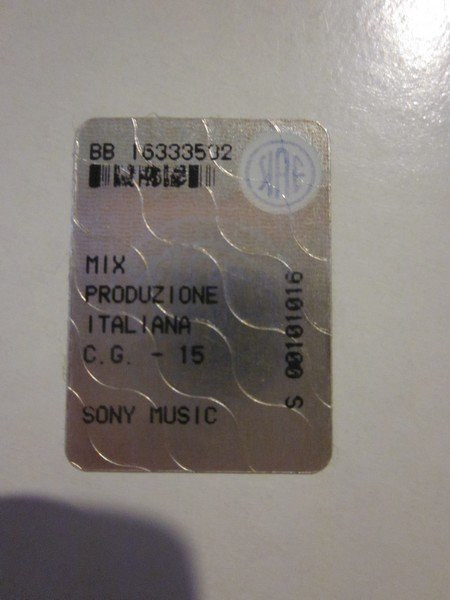 BB 16333502
MIX
PRODUZIONE
ITALIANA
C.G. - 15
SONY MUSIC
S 00101016